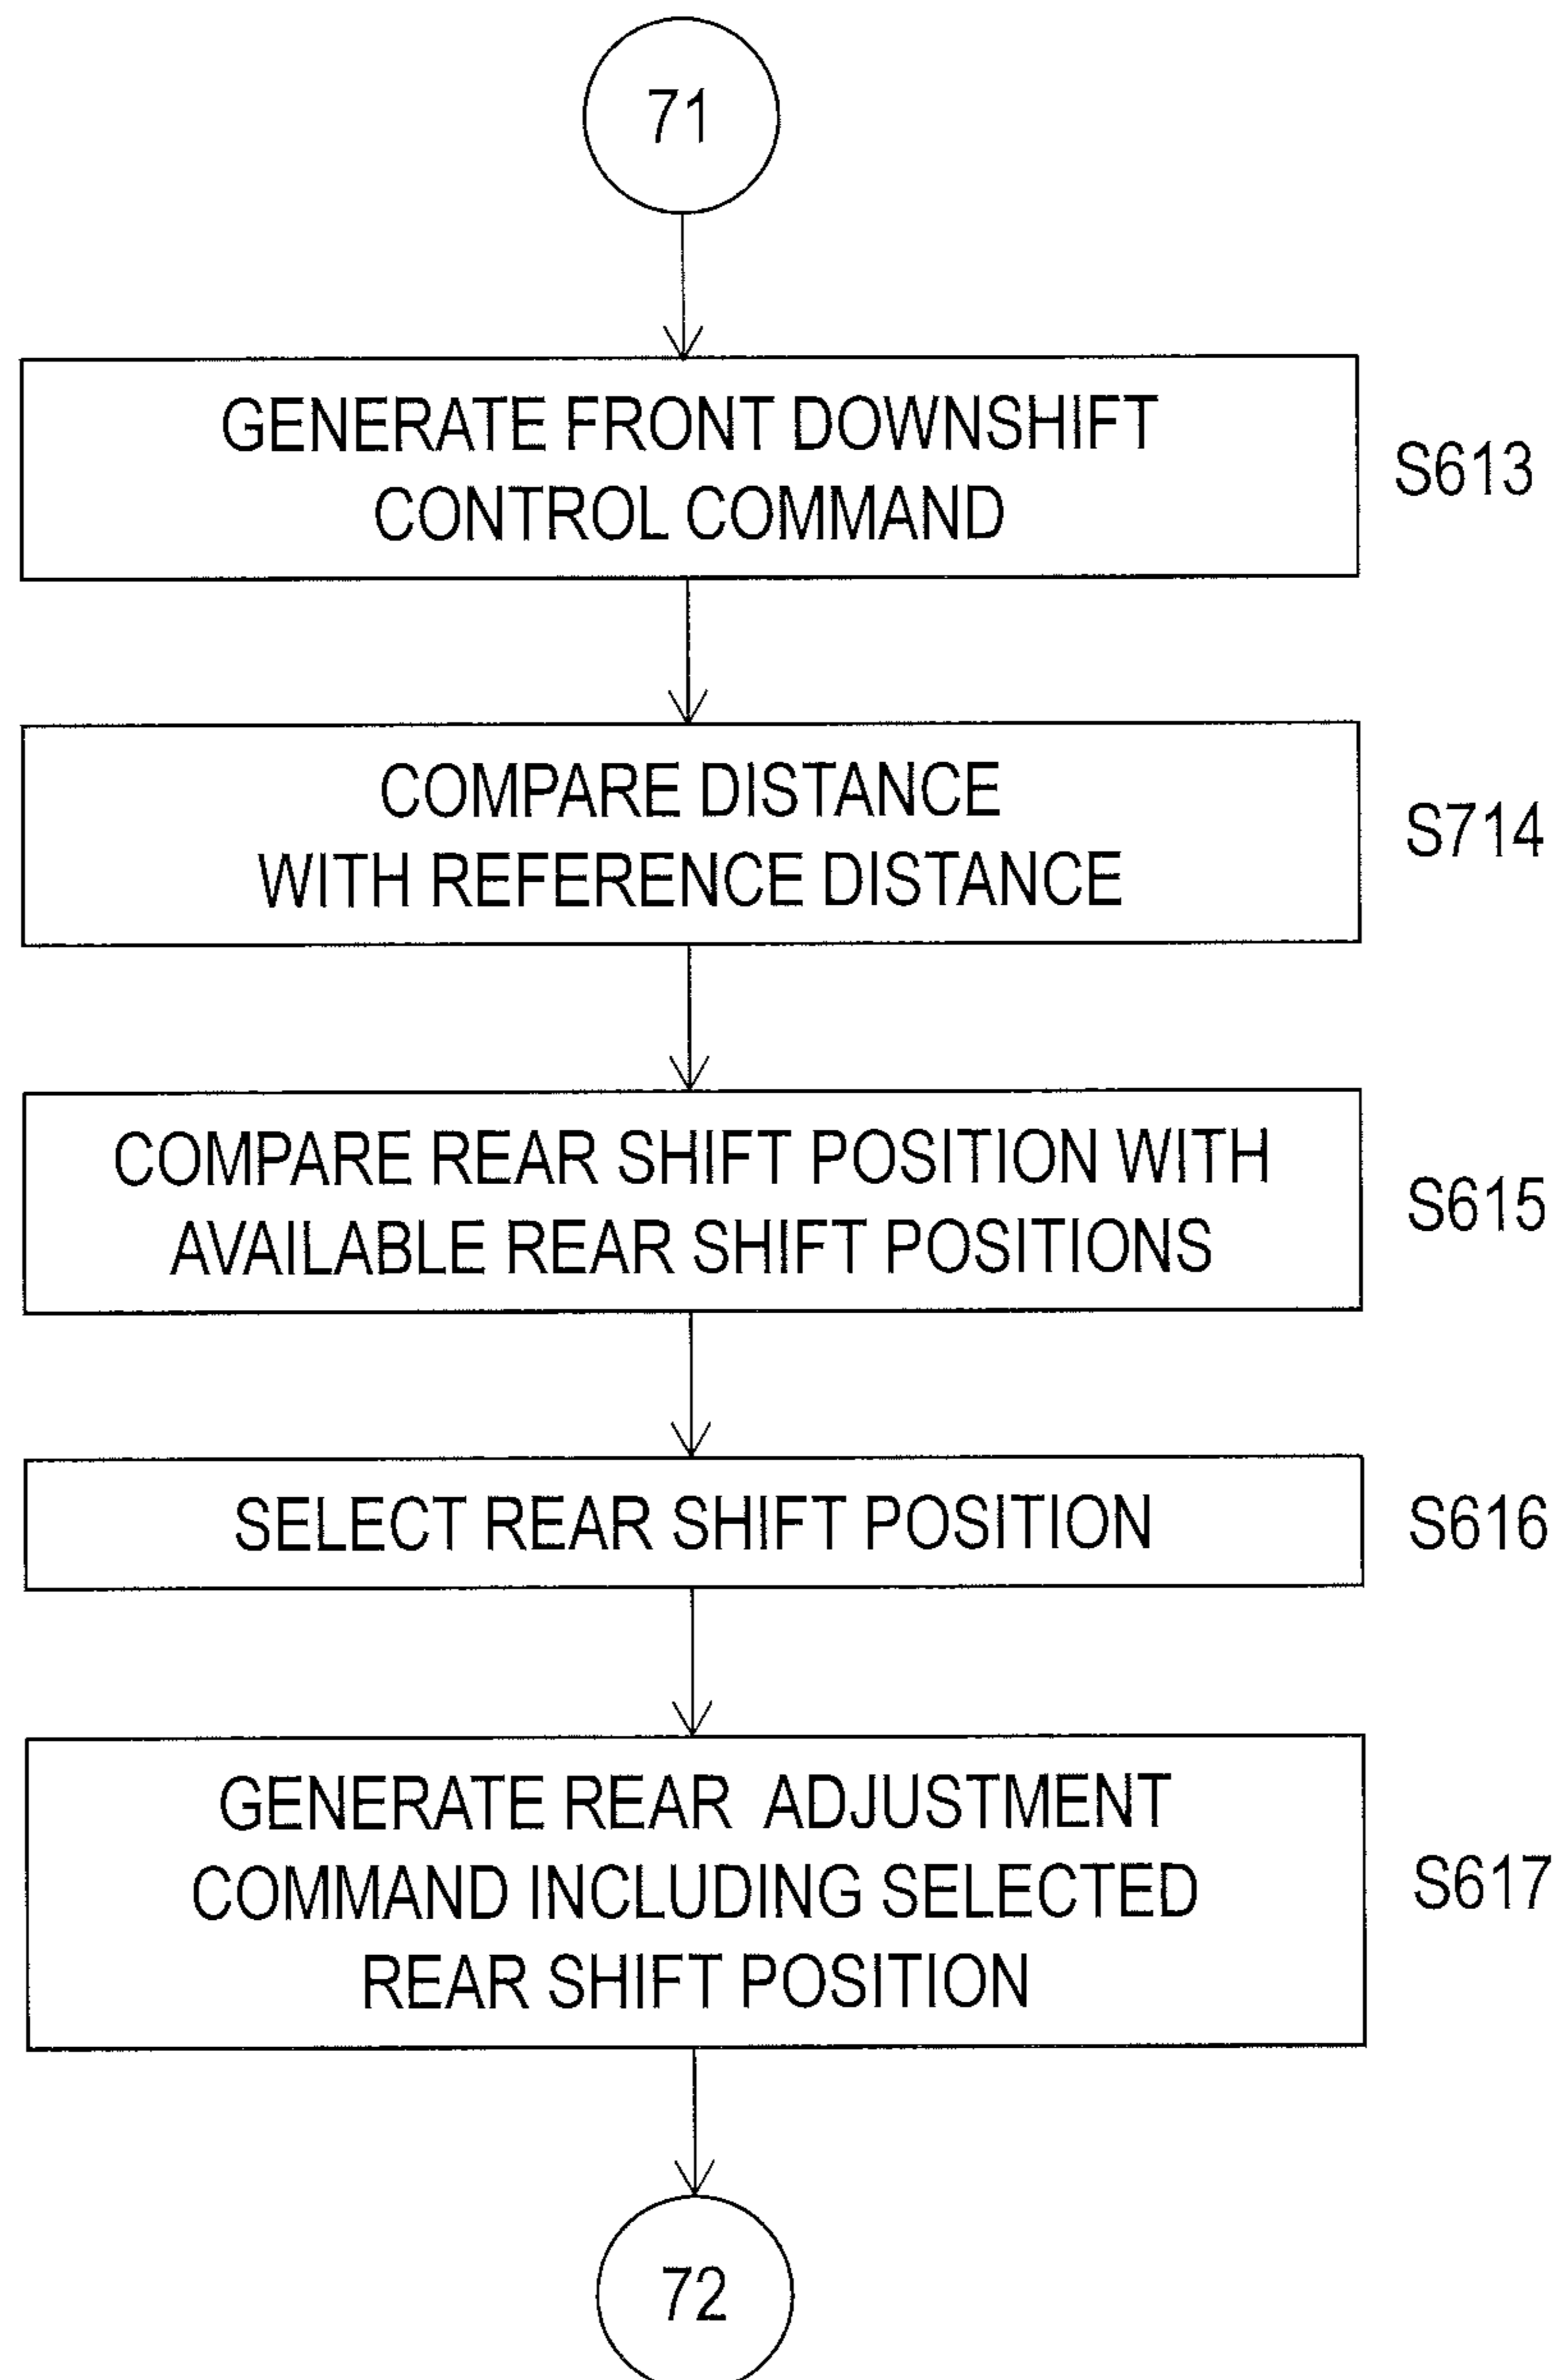 71
GENERATE FRONT DOWNSHIFT
CONTROL COMMAND
S613
COMPARE DISTANCE
WITH REFERENCE DISTANCE
S714
COMPARE REAR SHIFT POSITION WITH
AVAILABLE REAR SHIFT POSITIONS
S615
SELECT REAR SHIFT POSITION
S616
GENERATE REAR ADJUSTMENT
COMMAND INCLUDING SELECTED
REAR SHIFT POSITION
S617
72